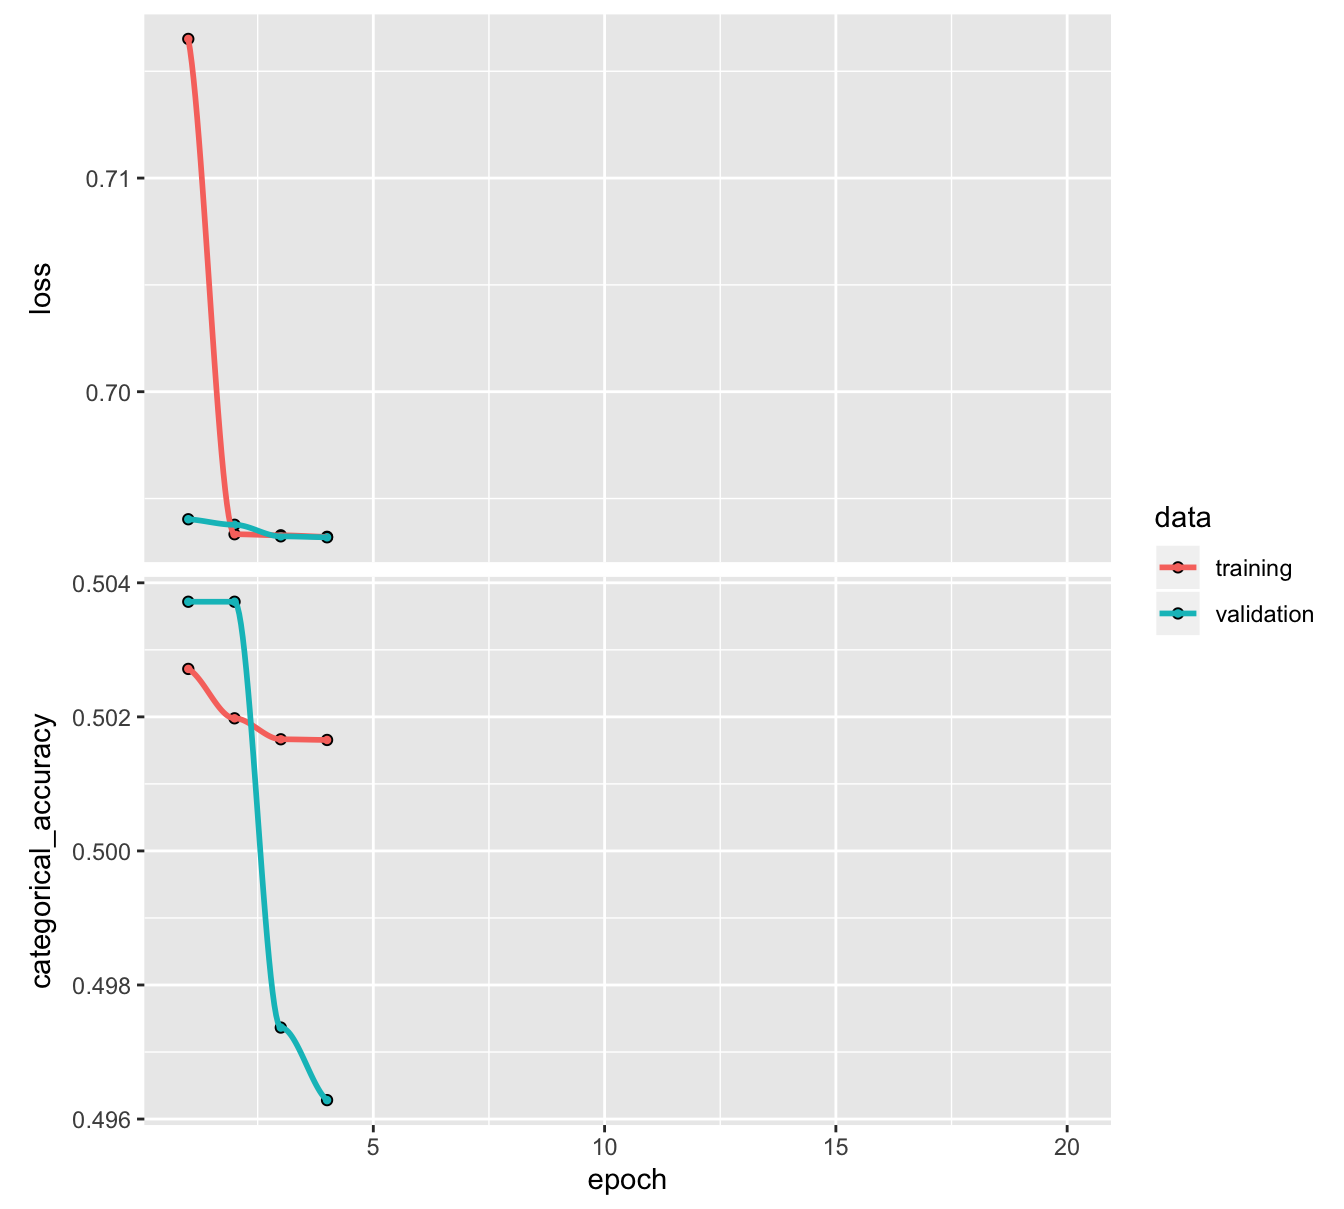 loss
0.71
0.70
categorical_accuracy
0.504
0.502
0.500
0.498
0.496
5 10 15 20
epoch
data
training
validation